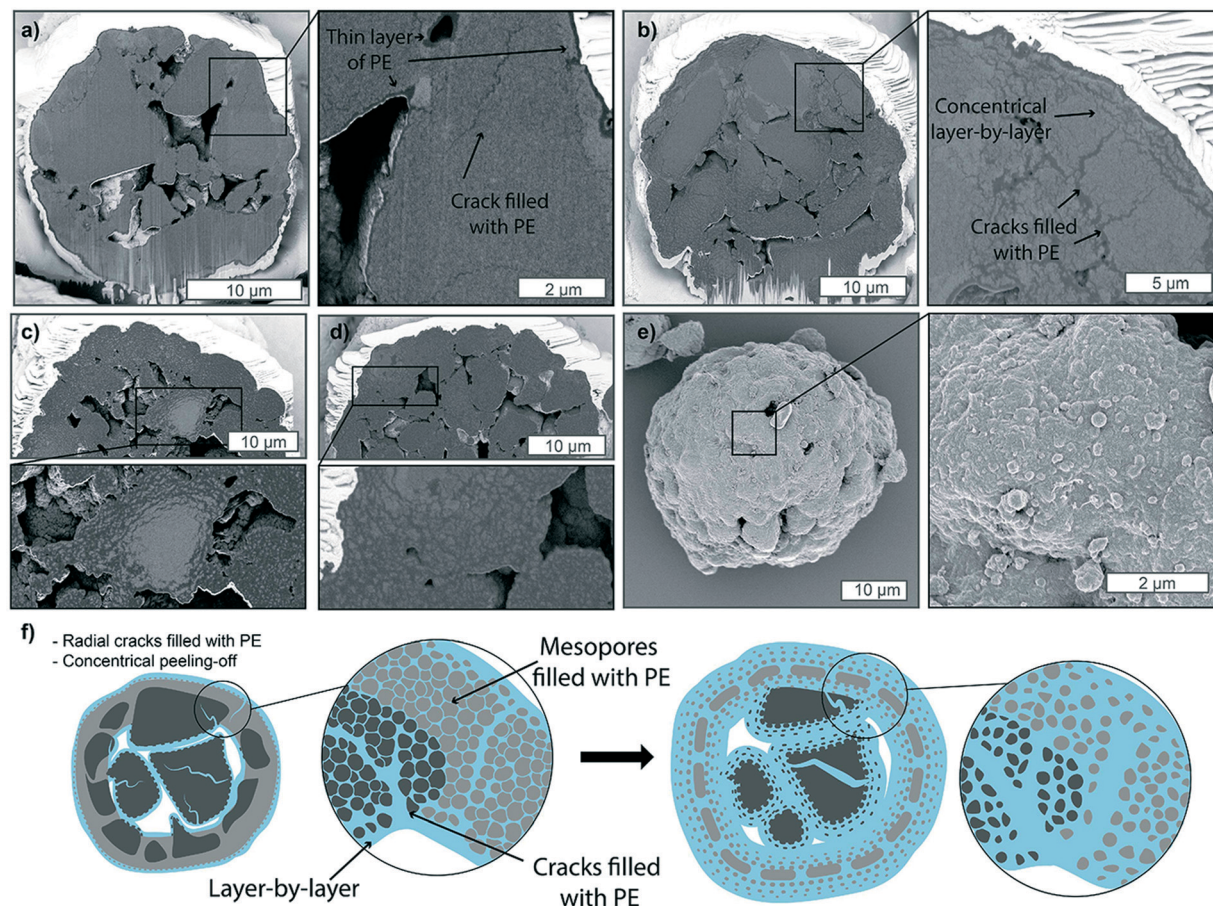 a)
Thin layer
of PE
Crack filled
with PE
10 µm
2 µm
b)
Concentrical
layer-by-layer
Cracks filled
with PE
10 µm
5 µm
c)
10 µm
d)
10 µm
e)
10 µm
2 µm
f)
- Radial cracks filled with PE
- Concentrical peeling-off
Mesopores
filled with PE
Layer-by-layer
Cracks filled
with PE